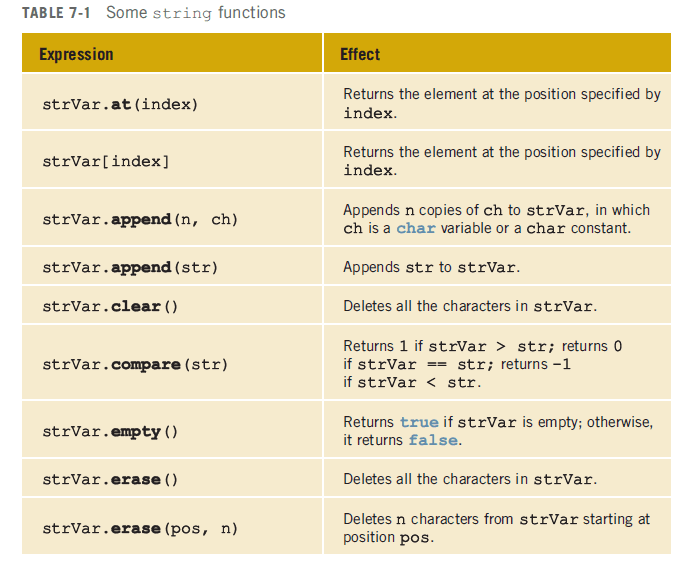 TABLE 7-1 Some string functions
Expression Effect
strVar.at(index) Returns the element at the position specified by
index.
strVar[index] Returns the element at the position specified by
index.
strVar.append(n, ch) Appends n copies of ch to strVar, in which
ch is a char variable or a char constant.
strVar.append(str) Appends str to strVar.
strVar.clear() Deletes all the characters in strVar.
strVar.compare(str) Returns 1 if strVar > str; returns 0
if strVar == str; returns –1
if strVar < str.
strVar.empty() Returns true if strVar is empty; otherwise,
it returns false.
strVar.erase() Deletes all the characters in strVar.
strVar.erase(pos, n) Deletes n characters from strVar starting at
position pos.